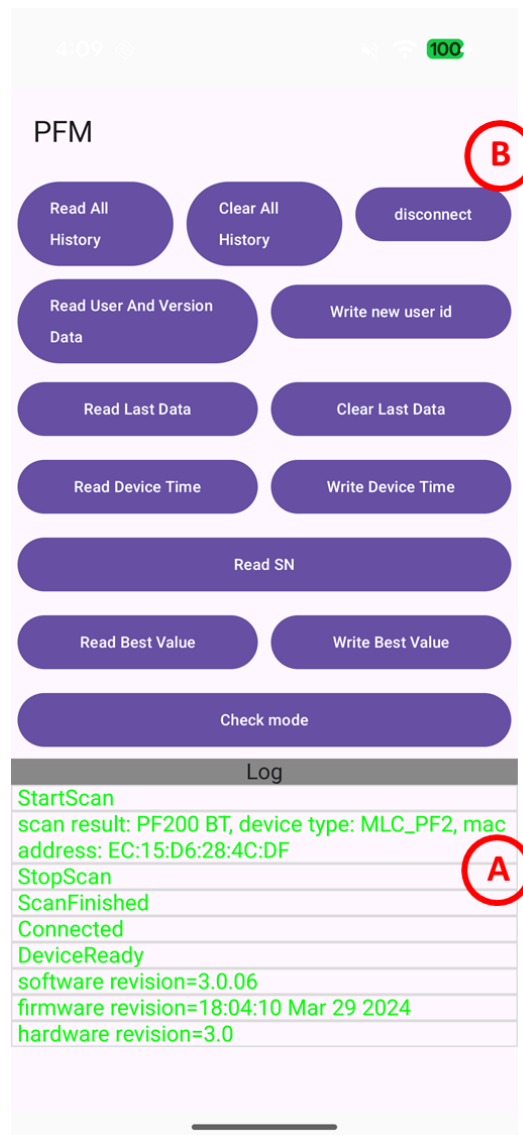 4:09
100
PFM
B
Read All
History
Clear All
History
disconnect
Read User And Version
Data
Write new user id
Read Last Data
Clear Last Data
Read Device Time
Write Device Time
Read SN
Read Best Value
Write Best Value
Check mode
Log
StartScan
scan result: PF200 BT, device type: MLC_PF2, mac
address: EC:15:D6:28:4C:DF
A
StopScan
ScanFinished
Connected
DeviceReady
software revision=3.0.06
firmware revision=18:04:10 Mar 29 2024
hardware revision=3.0